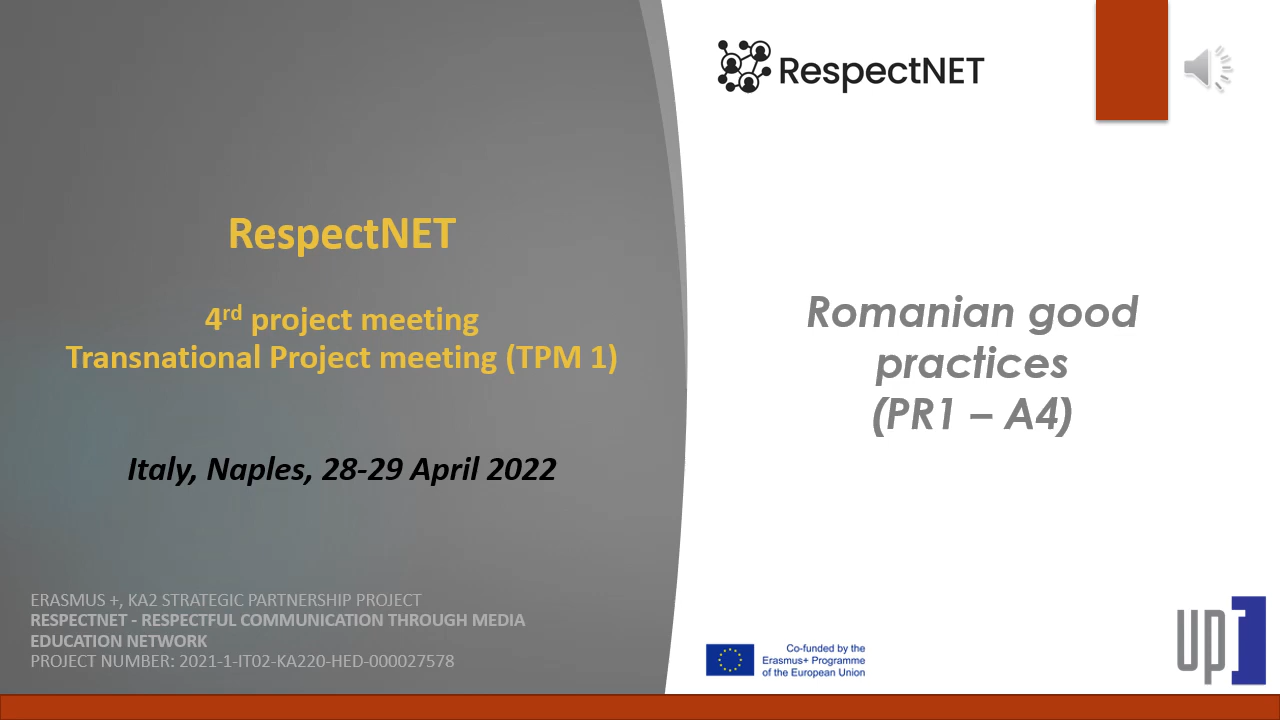 RespectNET
RespectNET
4rd project meeting
Transnational Project meeting (TPM 1)
Italy, Naples, 28-29 April 2022
Romanian good
practices
(PR1 – A4)
ERASMUS +, KA2 STRATEGIC PARTNERSHIP PROJECT
RESPECTNET - RESPECTFUL COMMUNICATION THROUGH MEDIA
EDUCATION NETWORK
PROJECT NUMBER: 2021-1-IT02-KA220-HED-000027578
Co-funded by the
Erasmus+ Programme
of the European Union
up